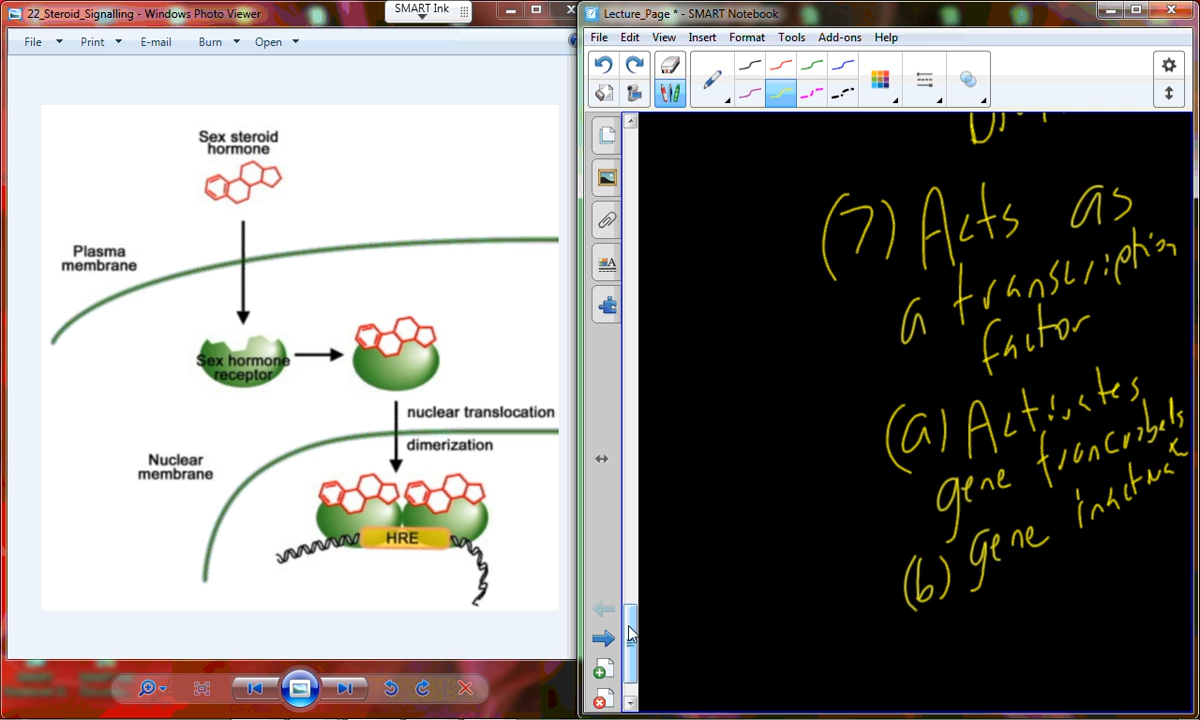 22_Steroid_Signalling - Windows Photo Viewer
SMART Ink
File Print E-mail Burn Open
Sex steroid
hormone
Plasma
membrane
Sex hormone
receptor
nuclear translocation
dimerization
Nuclear
membrane
HRE
Lecture_Page * - SMART Notebook
File Edit View Insert Format Tools Add-ons Help
(7) Acts as
a transcription
factor
(a) Activates
gene
(b) gene